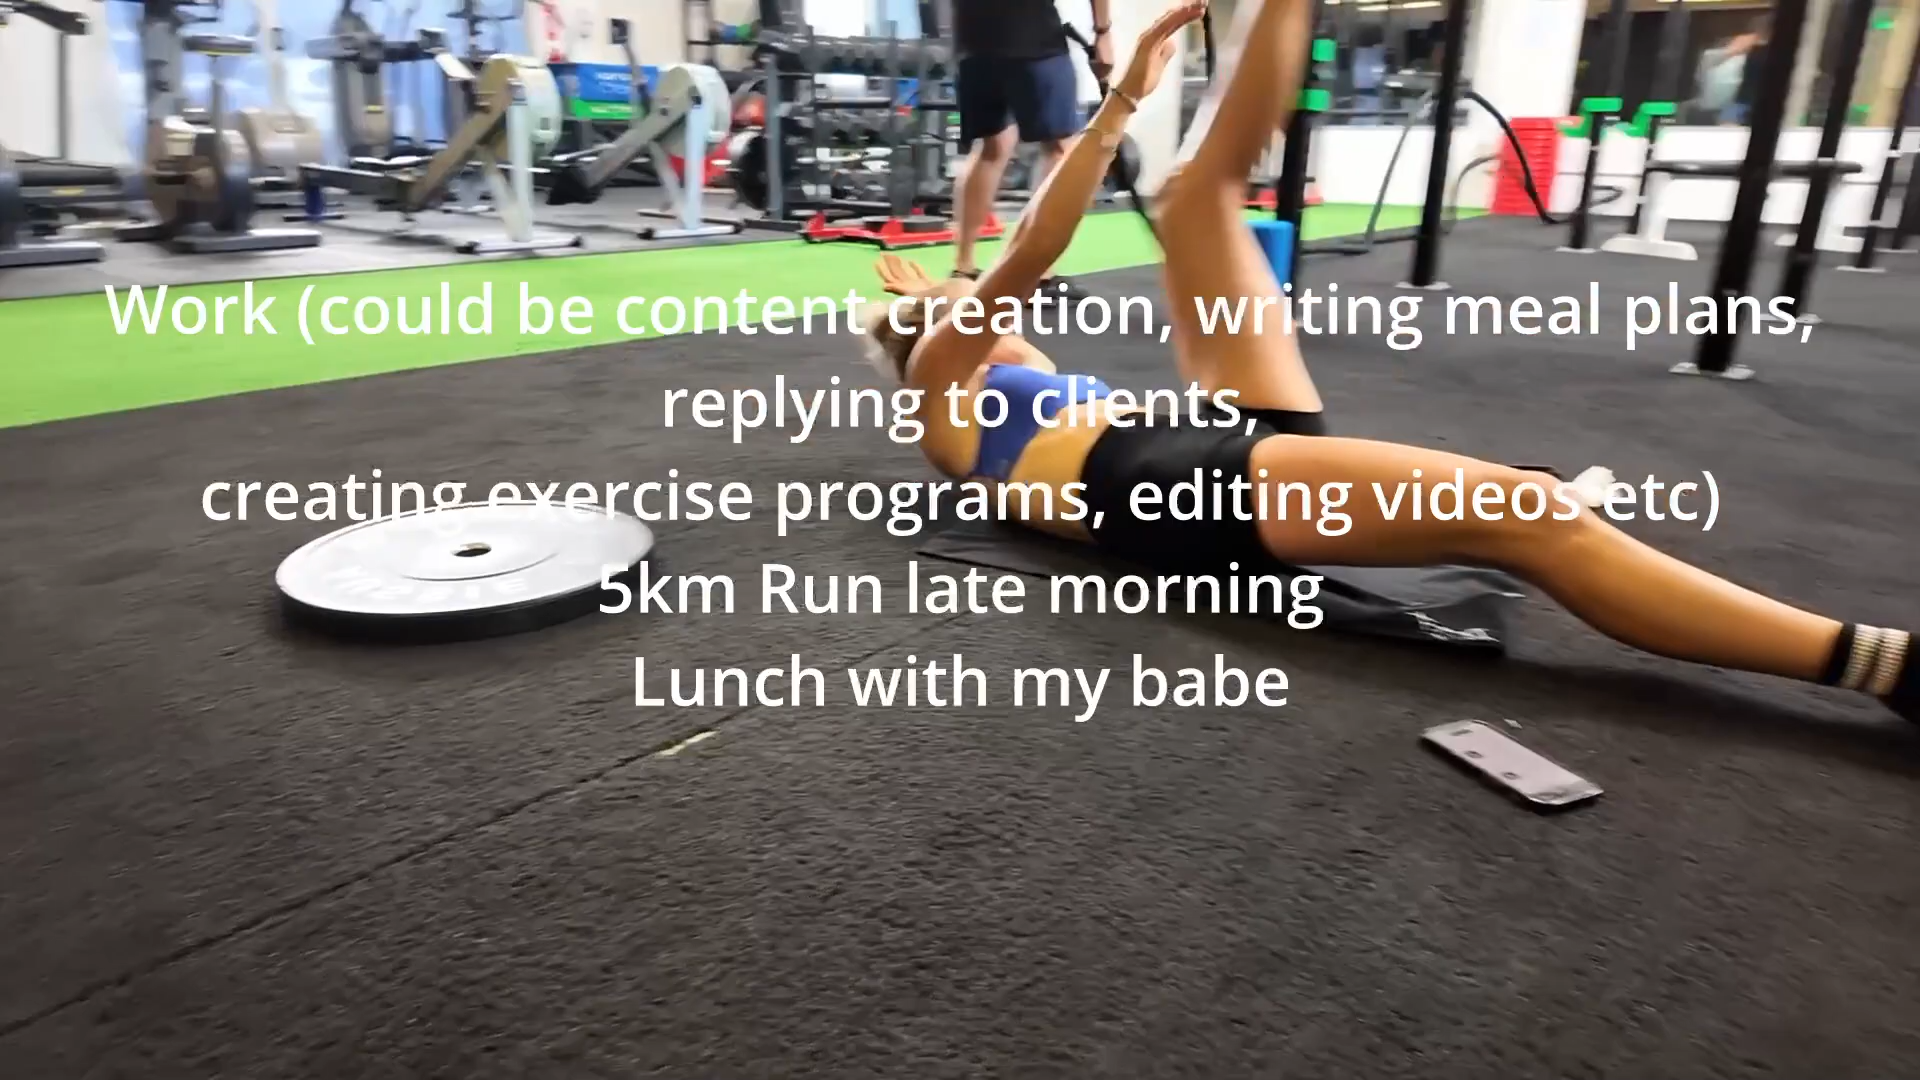 Work (could be content creation, writing meal plans,
replying to clients,
creating exercise programs, editing videos etc)
5km Run late morning
Lunch with my babe